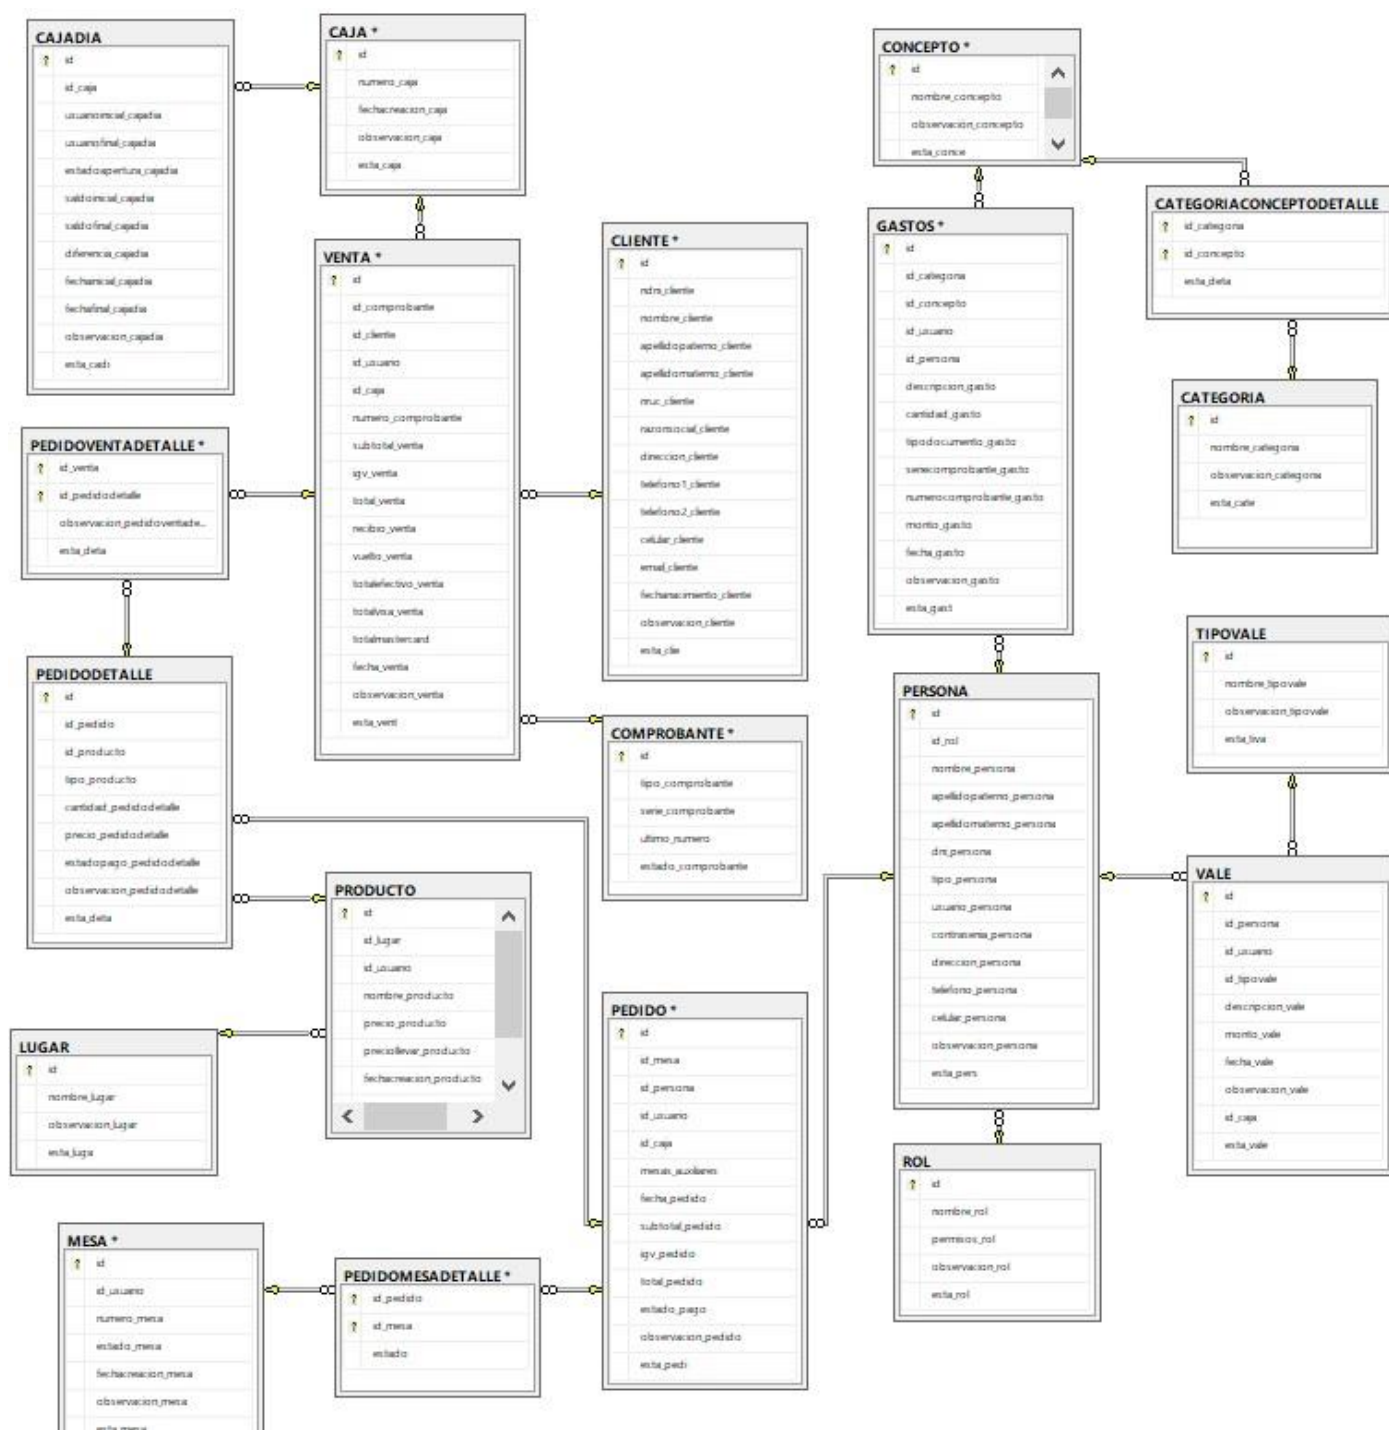 CAJADIA
id
id_caja
usuarioinicial_cajadia
usuariofinal_cajadia
estadoapertura_cajadia
saldoinicial_cajadia
saldofinal_cajadia
diferencia_cajadia
fechainicial_cajadia
fechafinal_cajadia
observacion_cajadia
esta_cadi
CAJA *
id
numero_caja
fechacreacion_caja
observacion_caja
esta_caja
CONCEPTO *
id
nombre_concepto
observacion_concepto
esta_conce
CATEGORIACONCEPTODETALLE
id_categoria
id_concepto
esta_deta
CATEGORIA
id
nombre_categoria
observacion_categoria
esta_cate
VENTA *
id
id_comprobante
id_cliente
id_usuario
id_caja
numero_comprobante
subtotal_venta
igv_venta
total_venta
recibio_venta
vuelto_venta
totalefectivo_venta
totalvisa_venta
totalmastercard
fecha_venta
observacion_venta
esta_vent
CLIENTE *
id
ndni_cliente
nombre_cliente
apellidopaterno_cliente
apellidomaterno_cliente
nruc_cliente
razonsocial_cliente
direccion_cliente
telefono1_cliente
telefono2_cliente
celular_cliente
email_cliente
fechanacimiento_cliente
observacion_cliente
esta_clie
GASTOS *
id
id_categoria
id_concepto
id_usuario
id_persona
descripcion_gasto
cantidad_gasto
tipodocumento_gasto
seriecomprobante_gasto
numerocomprobante_gasto
monto_gasto
fecha_gasto
observacion_gasto
esta_gast
PEDIDOVENTADETALLE *
id_venta
id_pedidodetalle
observacion_pedidoventade...
esta_deta
PEDIDODETALLE
id
id_pedido
id_producto
tipo_producto
cantidad_pedidodetalle
precio_pedidodetalle
estadopago_pedidodetalle
observacion_pedidodetalle
esta_deta
COMPROBANTE *
id
tipo_comprobante
serie_comprobante
ultimo_numero
estado_comprobante
PERSONA
id
id_rol
nombre_persona
apellidopaterno_persona
apellidomaterno_persona
dni_persona
tipo_persona
usuario_persona
contrasenia_persona
direccion_persona
telefono_persona
celular_persona
observacion_persona
esta_pers
TIPOVALE
id
nombre_tipovale
observacion_tipovale
esta_tiva
VALE
id
id_persona
id_usuario
id_tipovale
descripcion_vale
monto_vale
fecha_vale
observacion_vale
id_caja
esta_vale
PRODUCTO
id
id_lugar
id_usuario
nombre_producto
precio_producto
preciollevar_producto
fechacreacion_producto
LUGAR
id
nombre_lugar
observacion_lugar
esta_luga
PEDIDO *
id
id_mesa
id_persona
id_usuario
id_caja
mesas_auxiliares
fecha_pedido
subtotal_pedido
igv_pedido
total_pedido
estado_pago
observacion_pedido
esta_pedi
ROL
id
nombre_rol
permisos_rol
observacion_rol
esta_rol
MESA *
id
id_usuario
numero_mesa
estado_mesa
fechacreacion_mesa
observacion_mesa
esta_mesa
PEDIDOMESADETALLE *
id_pedido
id_mesa
estado